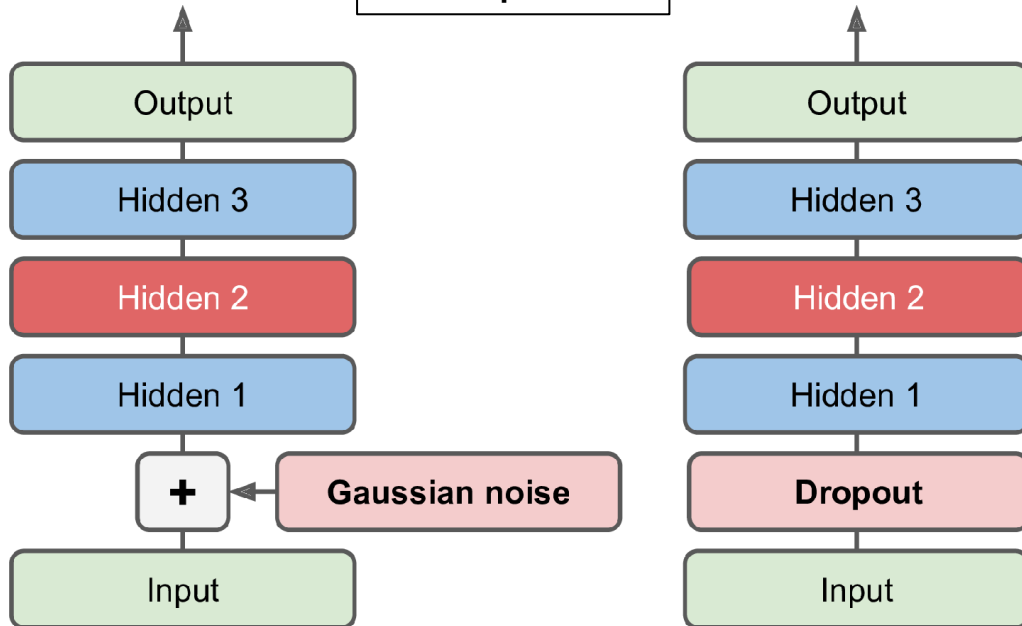 Output
Hidden 3
Hidden 2
Hidden 1
+
Gaussian noise
Input
Output
Hidden 3
Hidden 2
Hidden 1
Dropout
Input